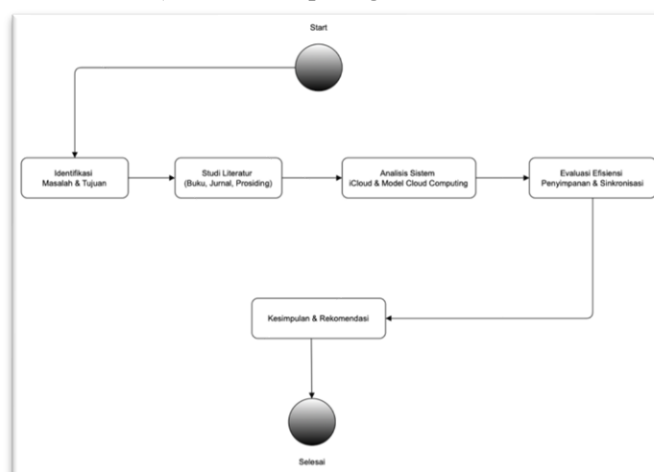 Start
Identifikasi
Masalah & Tujuan
Studi Literatur
(Buku, Jurnal, Prosiding)
Analisis Sistem
iCloud & Model Cloud Computing
Evaluasi Efisiensi
Penyimpanan & Sinkronisasi
Kesimpulan & Rekomendasi
Selesai